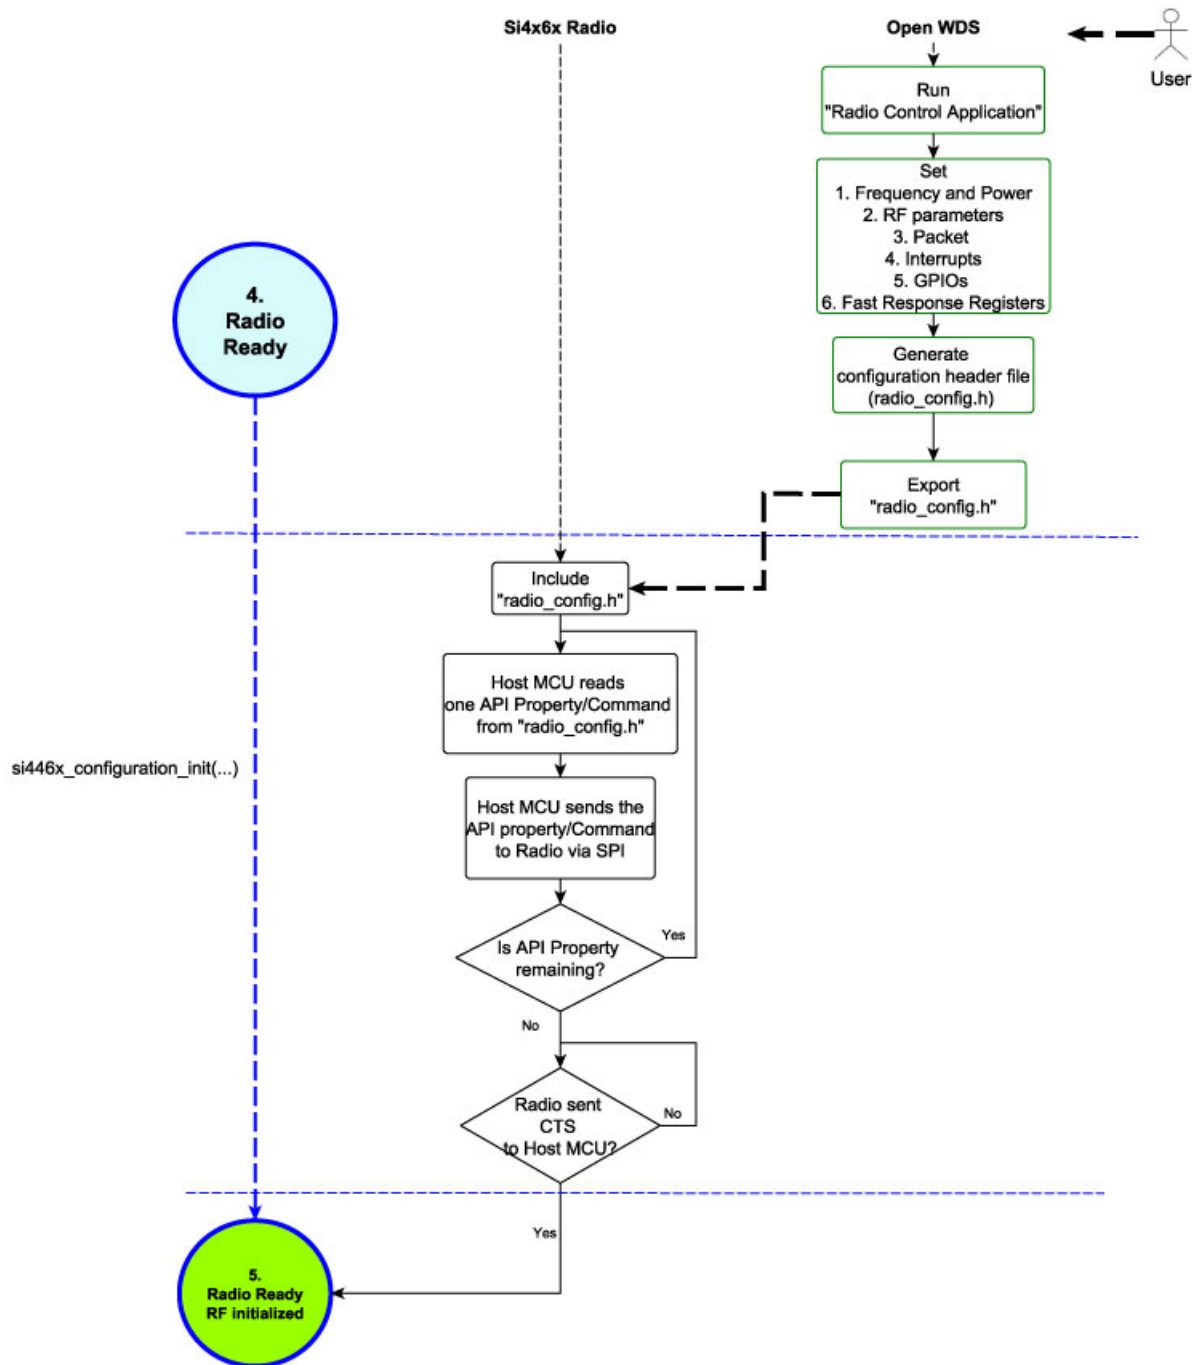 Si4x6x Radio
Open WDS
User
Run
"Radio Control Application"
Set
1. Frequency and Power
2. RF parameters
3. Packet
4. Interrupts
5. GPIOs
6. Fast Response Registers
4.
Radio
Ready
Generate
configuration header file
(radio_config.h)
Export
"radio_config.h"
Include
"radio_config.h"
Host MCU reads
one API Property/Command
from "radio_config.h"
si446x_configuration_init(...)
Host MCU sends the
API property/Command
to Radio via SPI
Is API Property
remaining?
Yes
No
Radio sent
CTS
to Host MCU?
No
Yes
5.
Radio Ready
RF initialized